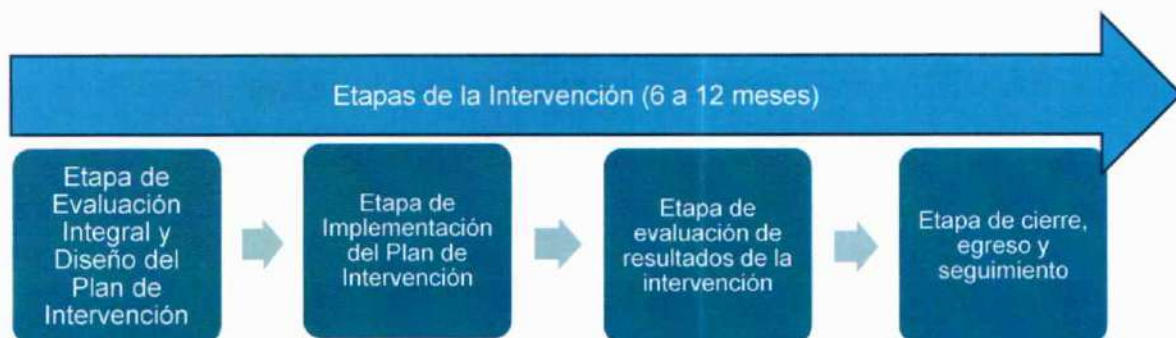 Etapas de la Intervención (6 a 12 meses)
Etapa de
Evaluación
Integral y
Diseño del
Plan de
Intervención
Etapa de
Implementación
del Plan de
Intervención
Etapa de
evaluación de
resultados de la
intervención
Etapa de cierre,
egreso y
seguimiento